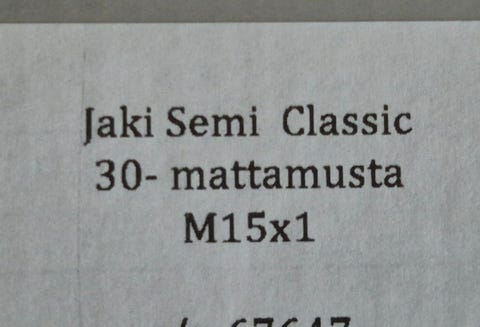 Jaki Semi Classic
30- mattamusta
M15x1